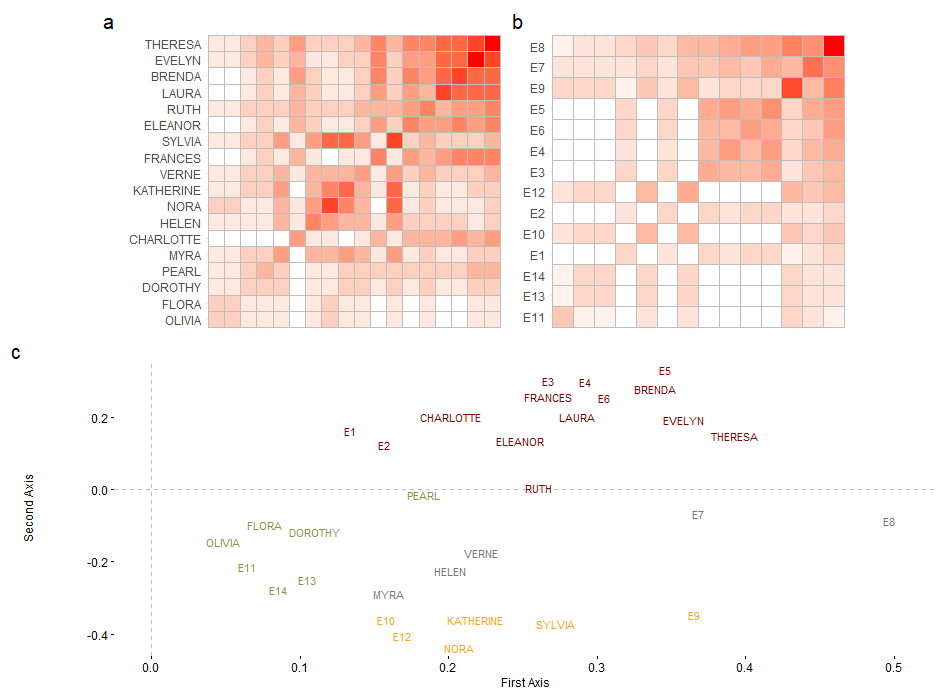 a
b
THERESA
EVELYN
BRENDA
LAURA
RUTH
ELEANOR
SYLVIA
FRANCES
VERNE
KATHERINE
NORA
HELEN
CHARLOTTE
MYRA
PEARL
DOROTHY
FLORA
OLIVIA
E8
E7
E9
E5
E6
E4
E3
E12
E2
E10
E1
E14
E13
E11
c
E5
E3
E4
BRENDA
FRANCES
E6
0.2
CHARLOTTE
LAURA
EVELYN
E1
THERESA
E2
ELEANOR
Second Axis
0.0
RUTH
PEARL
E7
E8
FLORA
DOROTHY
OLIVIA
VERNE
-0.2
E11
HELEN
E13
E14
MYRA
E9
E10
KATHERINE
SYLVIA
-0.4
E12
NORA
0.0 0.1 0.2 0.3 0.4 0.5
First Axis